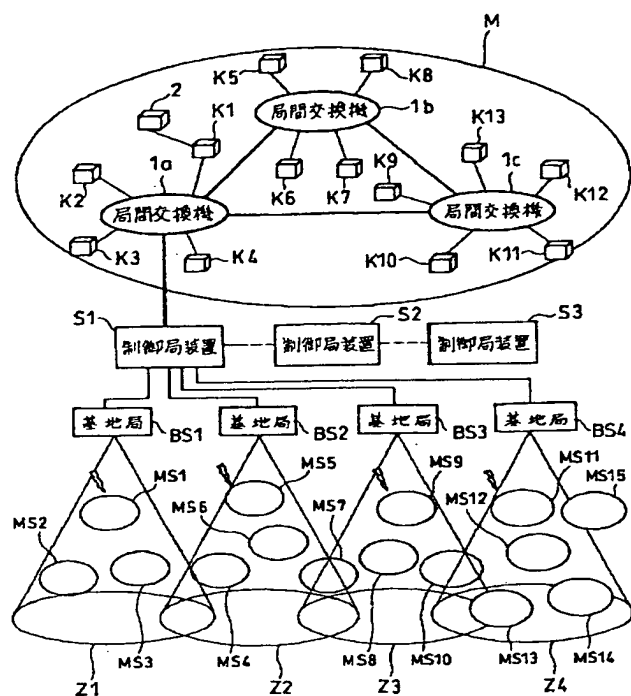 M
K5
K8
2
K1
局間交換機
1b
K13
1a
K9
1c
K2
K6
K7
K12
局間交換機
局間交換機
K3
K4
K10
K11
S1
S2
S3
制御局装置
制御局装置
制御局装置
基地局
基地局
基地局
基地局
BS1
BS2
BS3
BS4
MS1
MS5
MS9
MS11
MS15
MS2
MS6
MS7
MS12
MS3
MS4
MS8
MS10
MS13
MS14
Z1
Z2
Z3
Z4